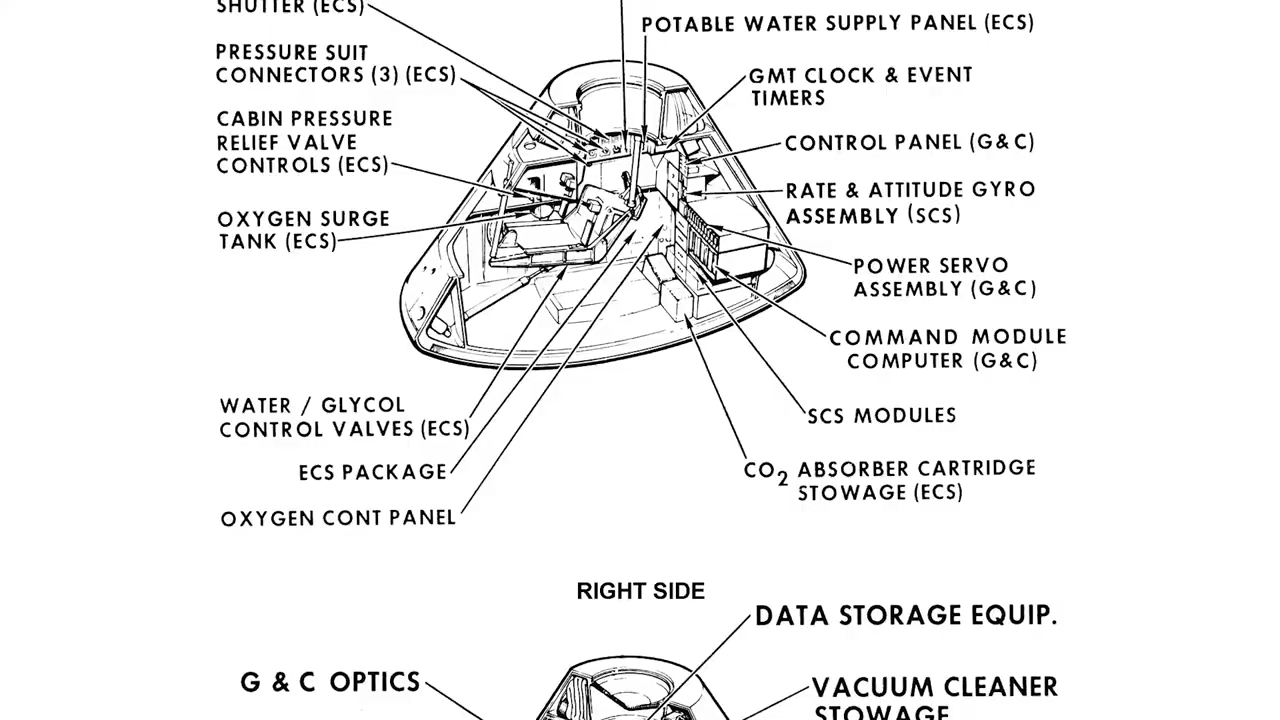 SHUTTER (ECS)
POTABLE WATER SUPPLY PANEL (ECS)
PRESSURE SUIT
CONNECTORS (3) (ECS)
GMT CLOCK & EVENT
TIMERS
CABIN PRESSURE
RELIEF VALVE
CONTROLS (ECS)
CONTROL PANEL (G&C)
RATE & ATTITUDE GYRO
ASSEMBLY (SCS)
OXYGEN SURGE
TANK (ECS)
POWER SERVO
ASSEMBLY (G&C)
COMMAND MODULE
COMPUTER (G&C)
WATER / GLYCOL
CONTROL VALVES (ECS)
SCS MODULES
ECS PACKAGE
CO2 ABSORBER CARTRIDGE
STOWAGE (ECS)
OXYGEN CONT PANEL
RIGHT SIDE
DATA STORAGE EQUIP.
G & C OPTICS
VACUUM CLEANER
STOWAGE